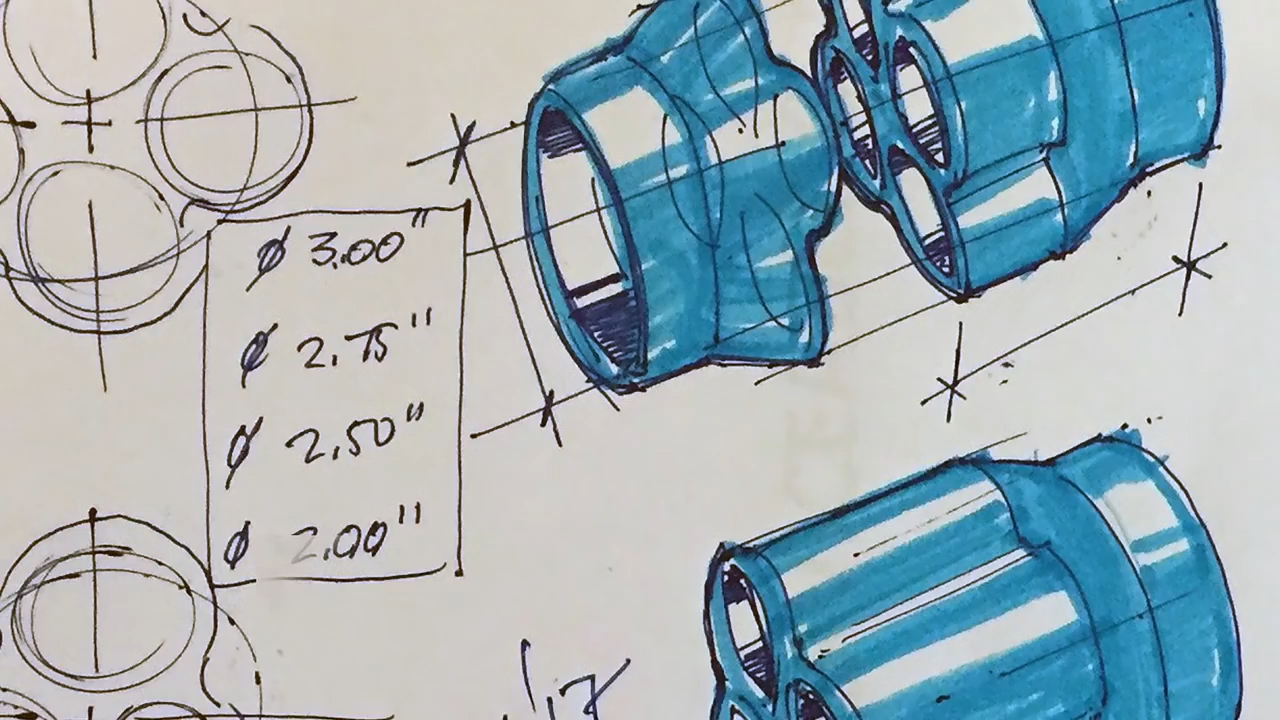 ø 3.00"
ø 2.75"
ø 2.50"
ø 2.00"